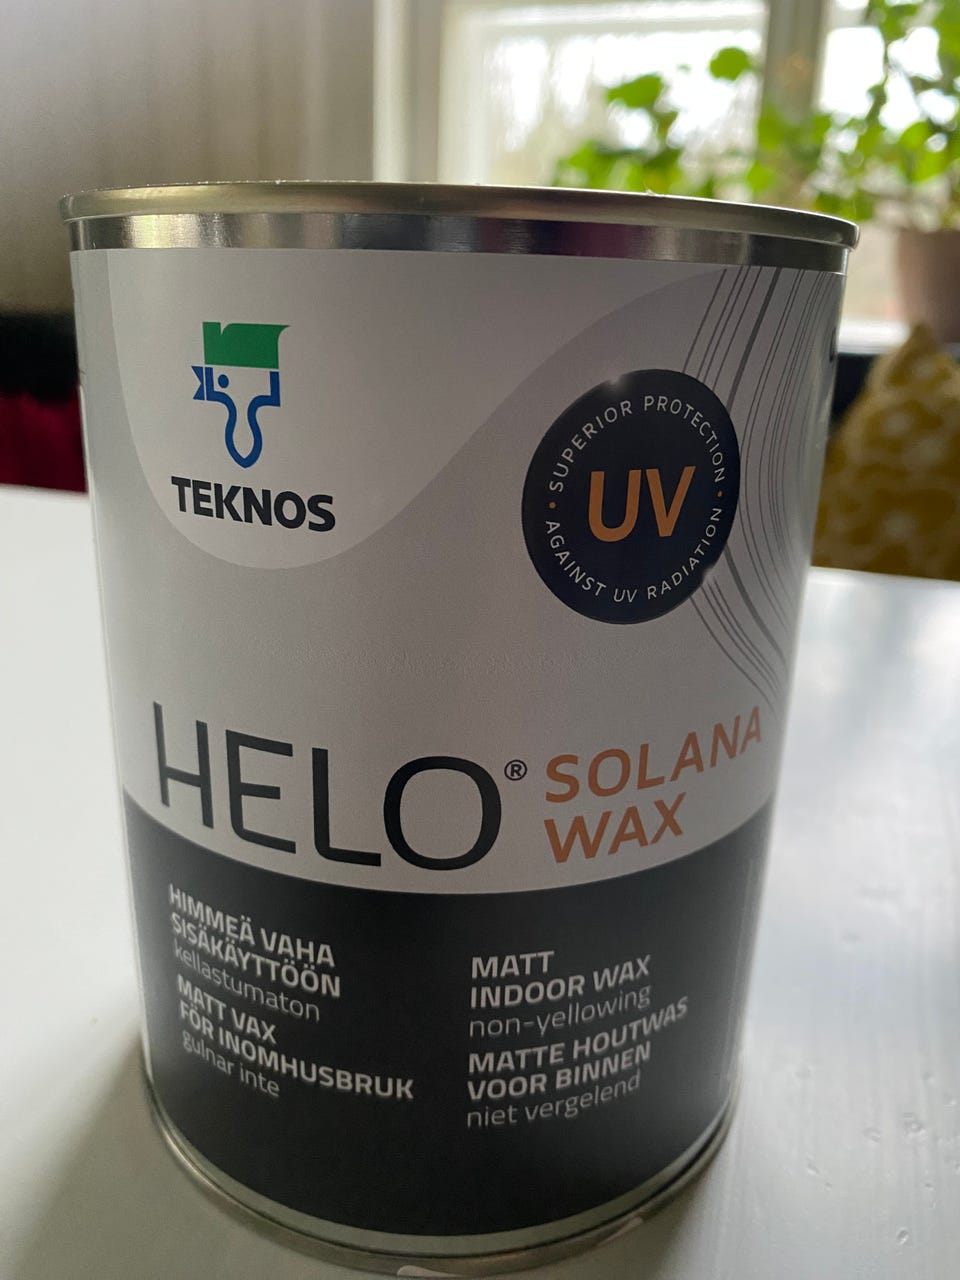 TEKNOS
SUPERIOR PROTECTION
UV
AGAINST UV RADIATION
HELO®
SOLANA
WAX
HIMMEÄ VAHA
SISÄKÄYTTÖÖN
kellastumaton
MATT VAX
FÖR INOMHUSBRUK
gulnar inte
MATT
INDOOR WAX
non-yellowing
MATTE HOUTWAS
VOOR BINNEN
niet vergelend